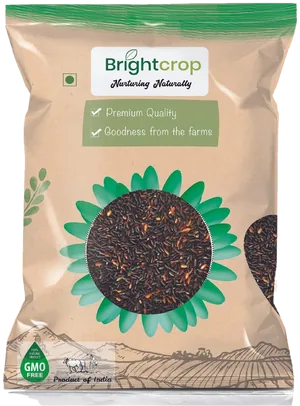 Brightcrop
Nurturing Naturally
Premium Quality
Goodness from the farms
GMO
FREE
Product of India